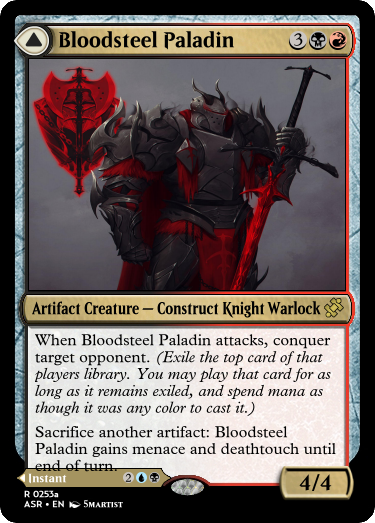 Bloodsteel Paladin 3
Artifact Creature — Construct Knight Warlock
When Bloodsteel Paladin attacks, conquer
target opponent. (Exile the top card of that
players library. You may play that card for as
long as it remains exiled, and spend mana as
though it was any color to cast it.)
Sacrifice another artifact: Bloodsteel
Paladin gains menace and deathtouch until
end of turn.
Instant 2
4/4
R 0253a
ASR • EN 5MARTIST